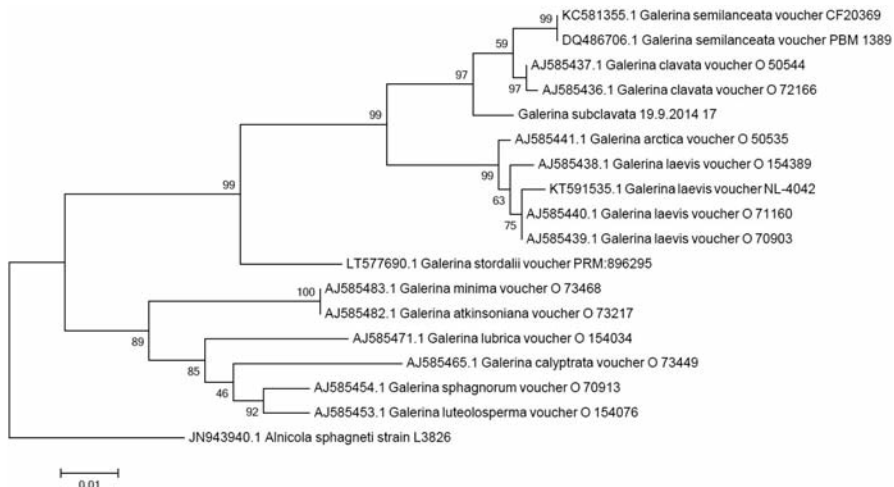 99
KC581355.1 Galerina semilanceata voucher CF20369
DQ486706.1 Galerina semilanceata voucher PBM 1389
59
AJ585437.1 Galerina clavata voucher O 50544
97
AJ585436.1 Galerina clavata voucher O 72166
97
Galerina subclavata 19.9.2014 17
99
AJ585441.1 Galerina arctica voucher O 50535
99
AJ585438.1 Galerina laevis voucher O 154389
63
KT591535.1 Galerina laevis voucher NL-4042
75
AJ585440.1 Galerina laevis voucher O 71160
AJ585439.1 Galerina laevis voucher O 70903
99
LT577690.1 Galerina stordalii voucher PRM:896295
100
AJ585483.1 Galerina minima voucher O 73468
AJ585482.1 Galerina atkinsoniana voucher O 73217
89
AJ585471.1 Galerina lubrica voucher O 154034
85
AJ585465.1 Galerina calyptrata voucher O 73449
46
AJ585454.1 Galerina sphagnorum voucher O 70913
92
AJ585453.1 Galerina luteolosperma voucher O 154076
JN943940.1 Alnicola sphagneti strain L3826
0.01